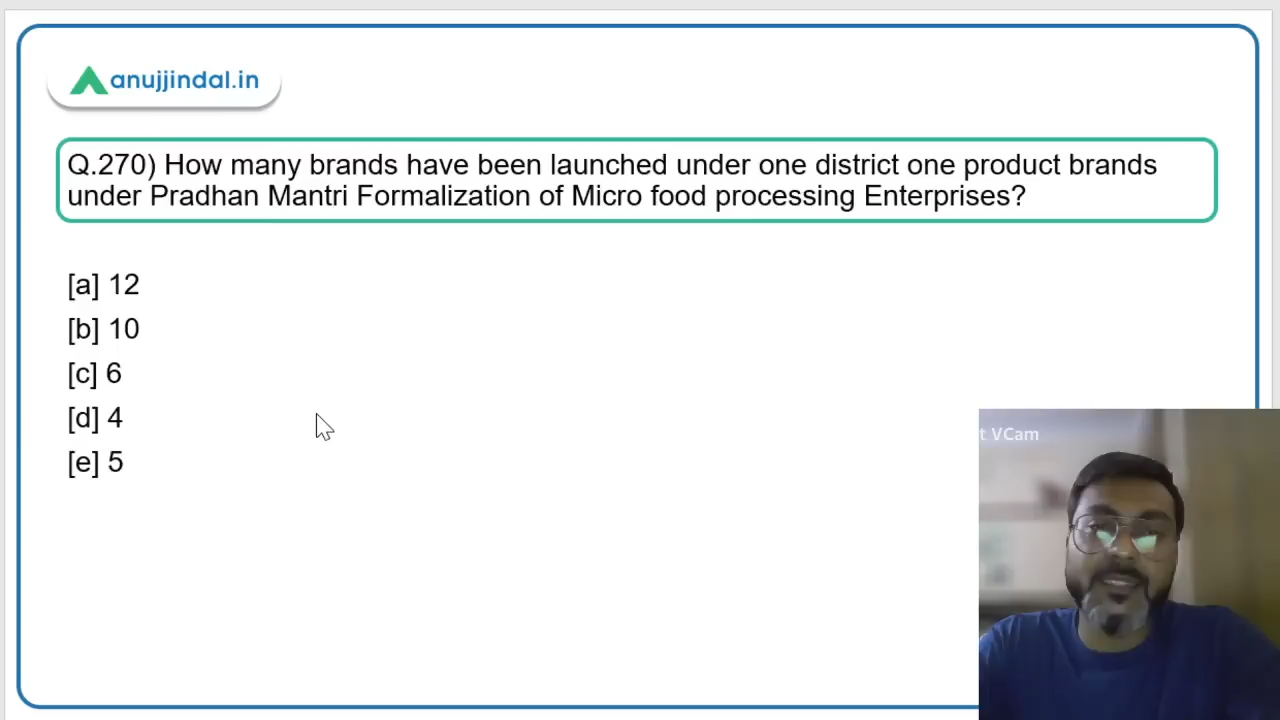 anujjindal.in
Q.270) How many brands have been launched under one district one product brands
under Pradhan Mantri Formalization of Micro food processing Enterprises?
[a] 12
[b] 10
[c] 6
[d] 4
[e] 5
t VCam